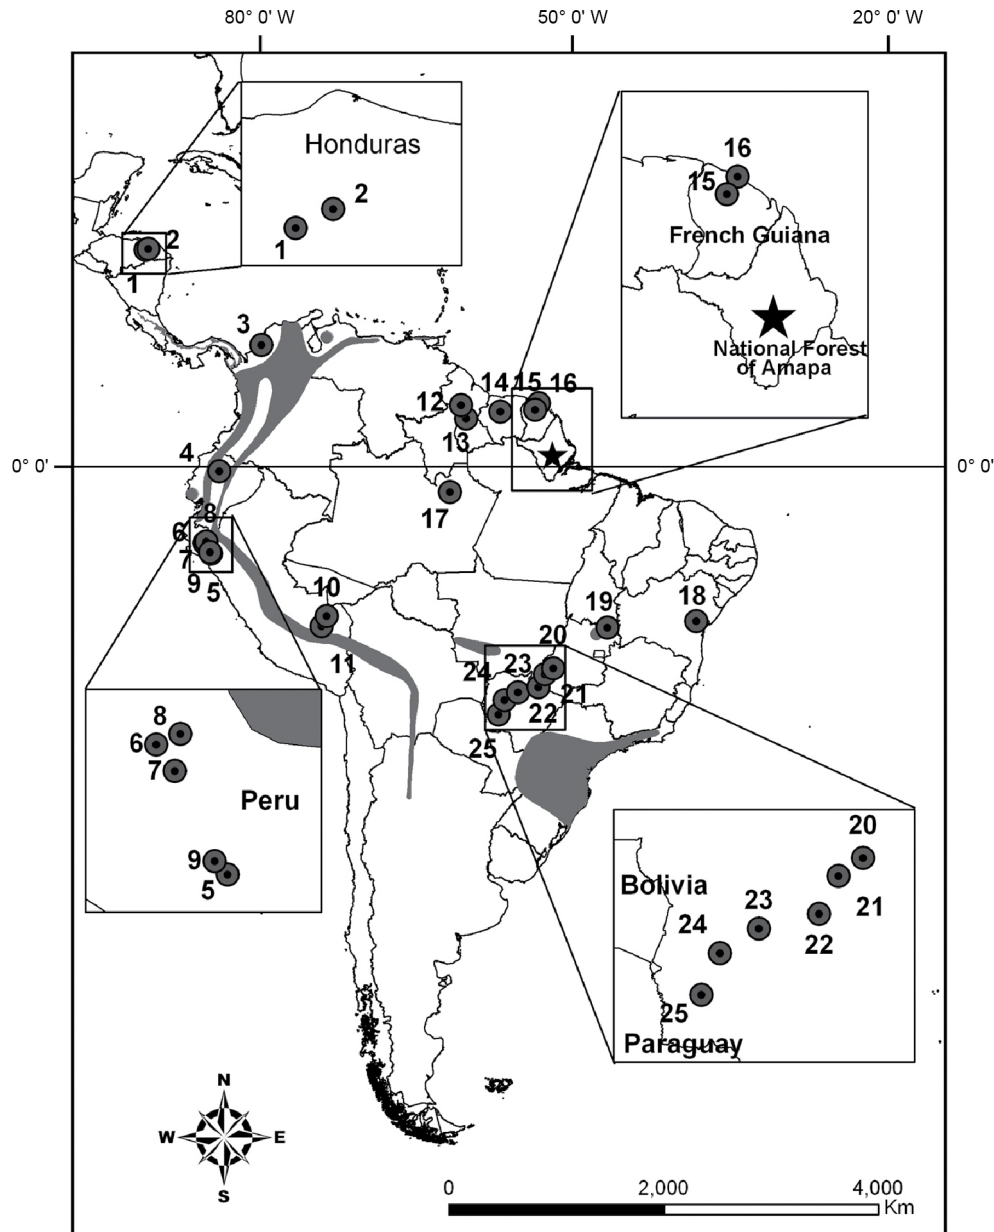 80° 0' W 50° 0' W 20° 0' W
Honduras
2
1
16
15
French Guiana
National Forest
of Amapa
2
1
3
14 15 16
12
13
4
0° 0' 0° 0'
17
18
8
6
7
9 5
10
11
19
20
24 23
21
22
25
8
6
7
Peru
9
5
20
Bolivia
21
23
24
22
25
Paraguay
N
W E
S
0 2,000 4,000
Km